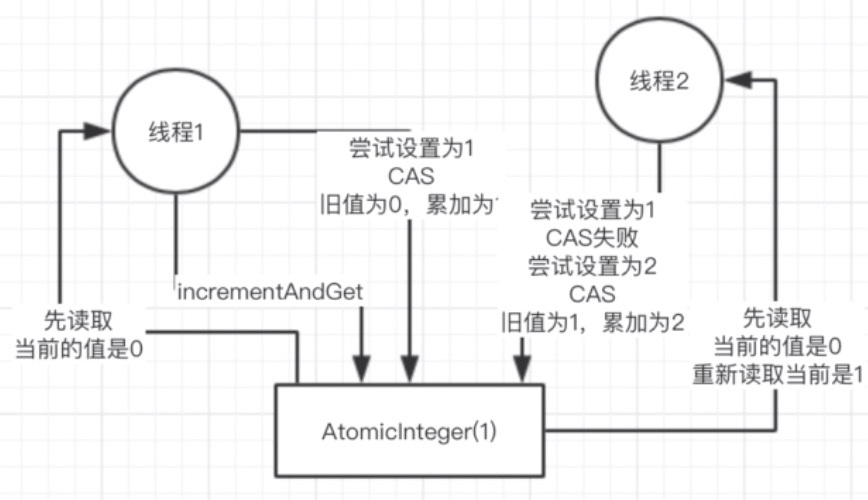 线程1
线程2
尝试设置为1
CAS
旧值为0，累加为1
尝试设置为1
CAS失败
尝试设置为2
CAS
旧值为1，累加为2
incrementAndGet
先读取
当前的值是0
先读取
当前的值是0
重新读取当前是1
AtomicInteger(1)